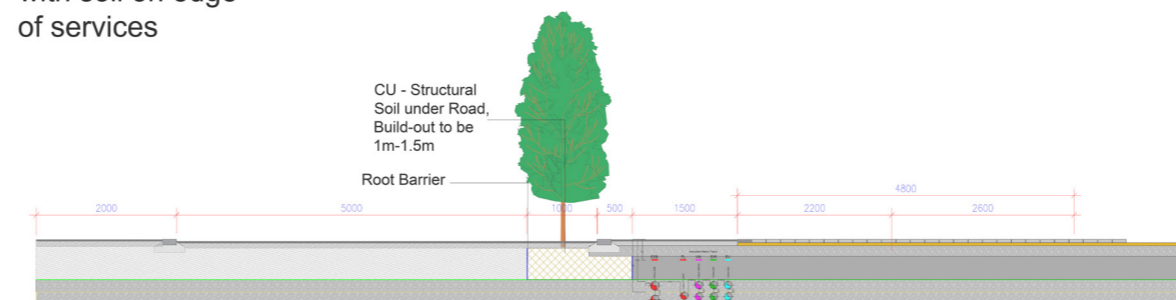 of services
CU - Structural
Soil under Road,
Build-out to be
1m-1.5m
Root Barrier
4800
2000
5000
1000
500
1500
2200
2600